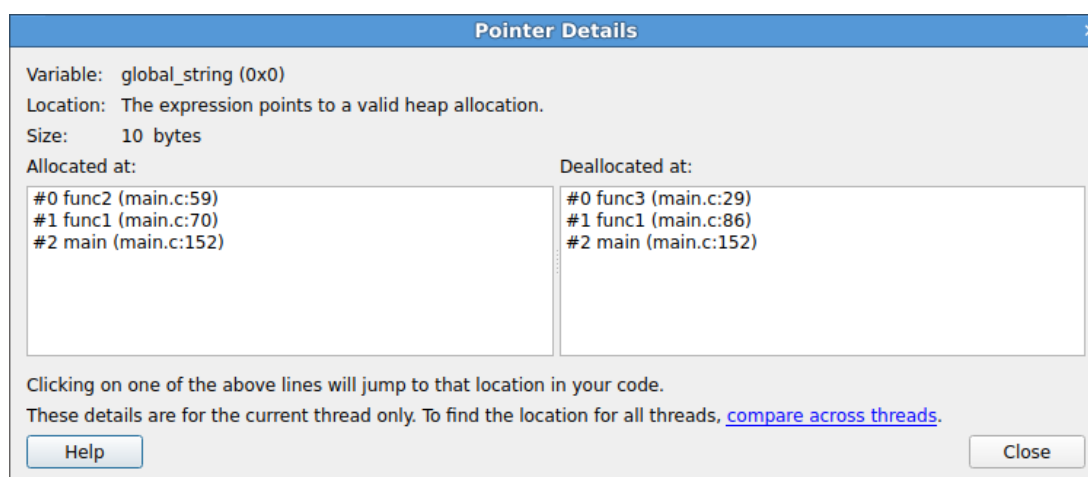 Pointer Details
Variable: global_string (0x0)
Location: The expression points to a valid heap allocation.
Size: 10 bytes
Allocated at:
#0 func2 (main.c:59)
#1 func1 (main.c:70)
#2 main (main.c:152)
Deallocated at:
#0 func3 (main.c:29)
#1 func1 (main.c:86)
#2 main (main.c:152)
Clicking on one of the above lines will jump to that location in your code.
These details are for the current thread only. To find the location for all threads, compare across threads.
Help
Close